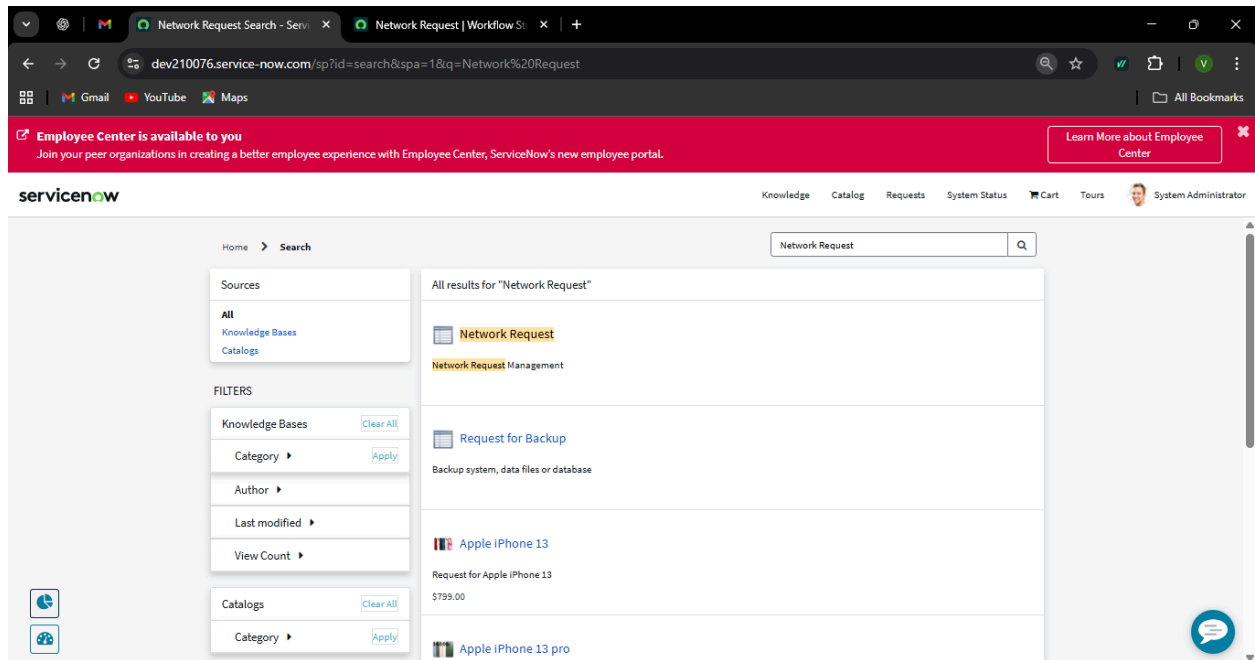 Network Request Search - Servi
Network Request | Workflow St
dev210076.service-now.com/sp?id=search&spa=1&q=Network%20Request
V
Gmail
YouTube
Maps
All Bookmarks
Employee Center is available to you
Join your peer organizations in creating a better employee experience with Employee Center, ServiceNow's new employee portal.
Learn More about Employee
Center
servicenow
Knowledge
Catalog
Requests
System Status
Cart
Tours
System Administrator
Home
Search
Network Request
Sources
All
Knowledge Bases
Catalogs
FILTERS
Knowledge Bases
Clear All
Category
Apply
Author
Last modified
View Count
Catalogs
Clear All
Category
Apply
All results for "Network Request"
Network Request
Network Request Management
Request for Backup
Backup system, data files or database
Apple iPhone 13
Request for Apple iPhone 13
$799.00
Apple iPhone 13 pro